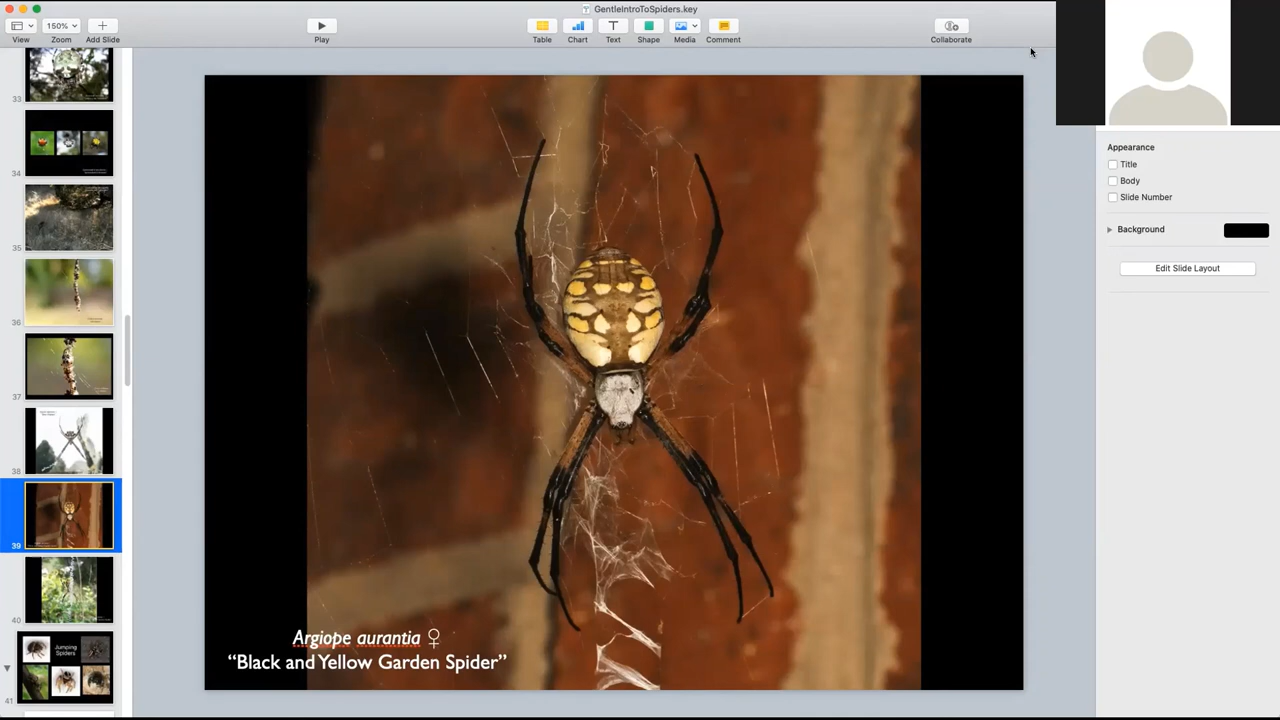 GentleIntroToSpiders.key
150%
View
Zoom
Add Slide
Play
Table
Chart
Text
Shape
Media
Comment
Collaborate
33
34
35
36
37
38
39
40
Jumping
Spiders
41
Argiope aurantia ♀
“Black and Yellow Garden Spider”
Appearance
Title
Body
Slide Number
Background
Edit Slide Layout